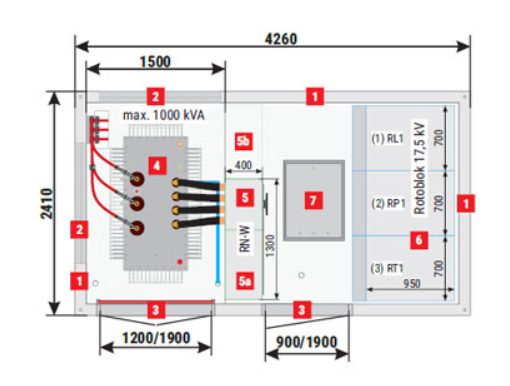 4260
1500
2
1
max. 1000 kVA
4
5b
400
(1) RL1
700
Rotoblok 17,5 kV
2410
5
7
(2) RP1
700
1
2
RN-W
1300
6
1
5a
(3) RT1
700
950
3
3
1200/1900
900/1900